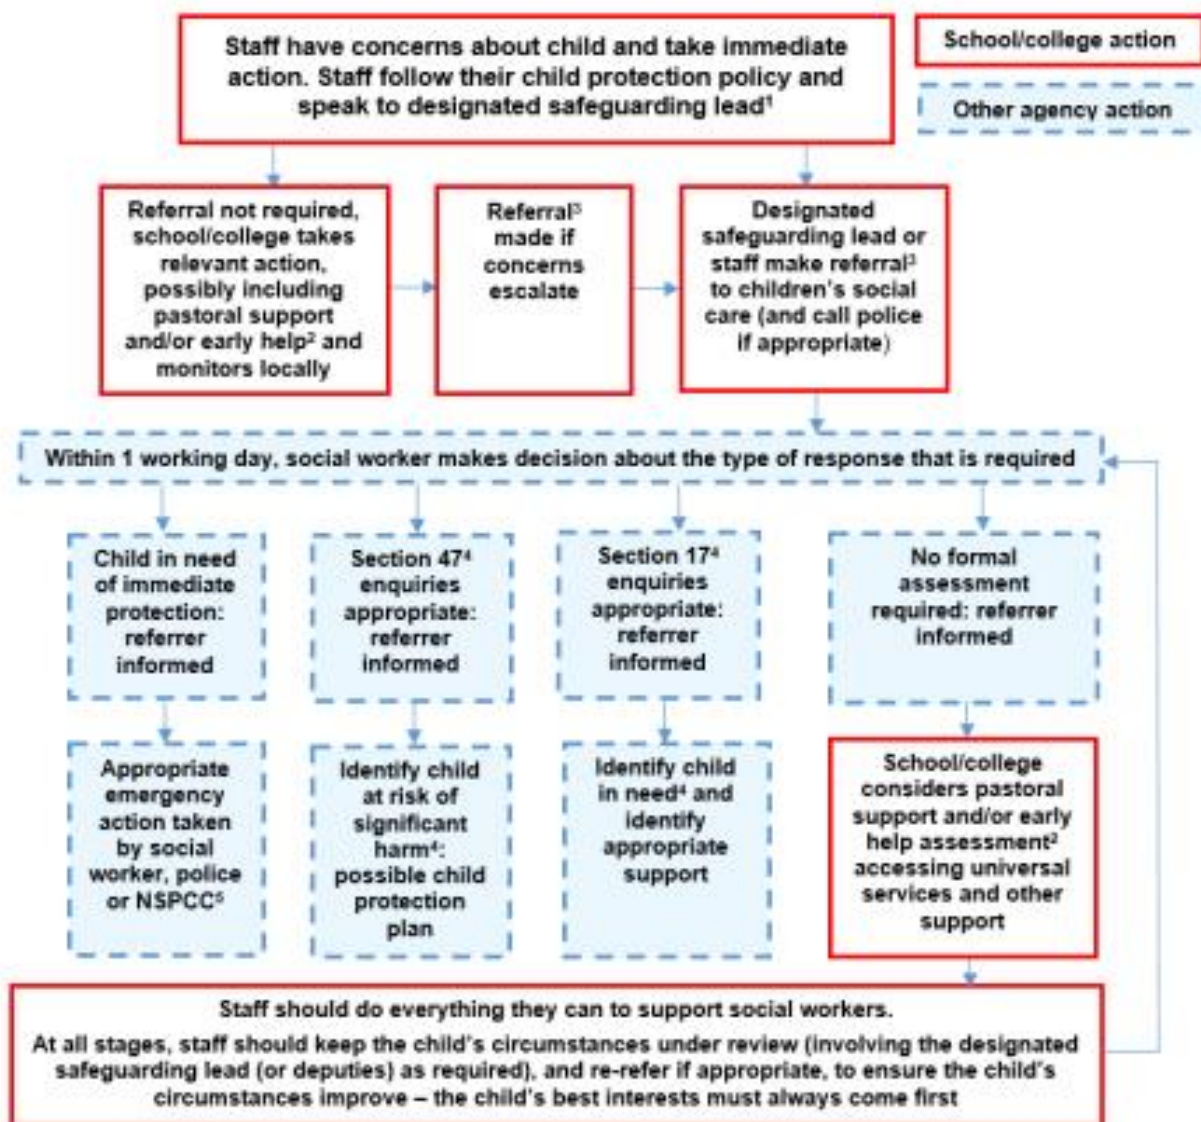 Staff have concerns about child and take immediate
action. Staff follow their child protection policy and
speak to designated safeguarding lead¹
School/college action
Other agency action
Referral not required,
school/college takes
relevant action,
possibly including
pastoral support
and/or early help² and
monitors locally
Referral³
made if
concerns
escalate
Designated
safeguarding lead or
staff make referral³
to children’s social
care (and call police
if appropriate)
Within 1 working day, social worker makes decision about the type of response that is required
Child in need
of immediate
protection:
referrer
informed
Section 47⁴
enquiries
appropriate:
referrer
informed
Section 17⁴
enquiries
appropriate:
referrer
informed
No formal
assessment
required: referrer
informed
Appropriate
emergency
action taken
by social
worker, police
or NSPCC⁵
Identify child
at risk of
significant
harm⁴:
possible child
protection
plan
Identify child
in need⁴ and
identify
appropriate
support
School/college
considers pastoral
support and/or early
help assessment²
accessing universal
services and other
support
Staff should do everything they can to support social workers.
At all stages, staff should keep the child’s circumstances under review (involving the designated
safeguarding lead (or deputies) as required), and re-refer if appropriate, to ensure the child’s
circumstances improve – the child’s best interests must always come first